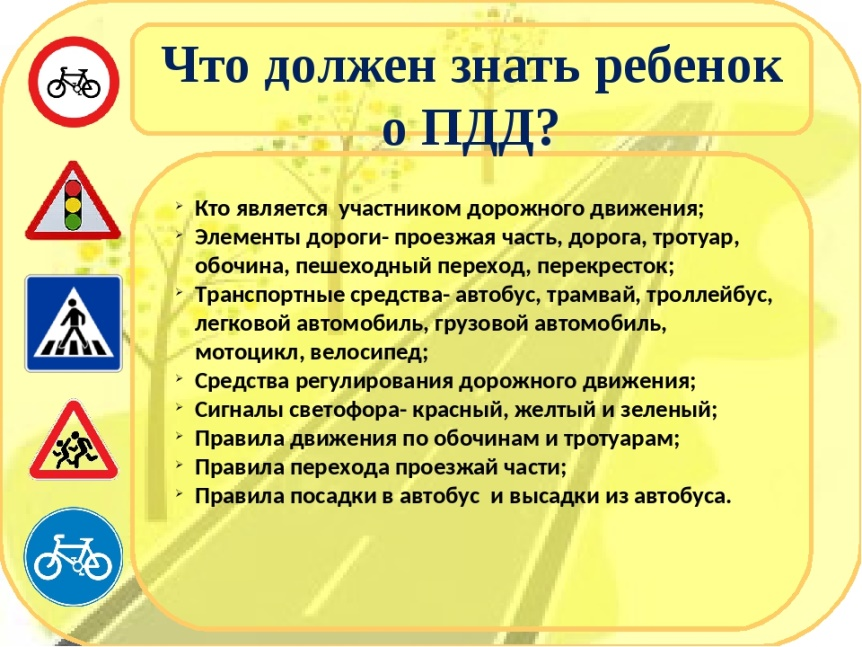 Что должен знать ребенок
о ПДД?
Кто является участником дорожного движения;
Элементы дороги- проезжая часть, дорога, тротуар,
обочина, пешеходный переход, перекресток;
Транспортные средства- автобус, трамвай, троллейбус,
легковой автомобиль, грузовой автомобиль,
мотоцикл, велосипед;
Средства регулирования дорожного движения;
Сигналы светофора- красный, желтый и зеленый;
Правила движения по обочинам и тротуарам;
Правила перехода проезжай части;
Правила посадки в автобус и высадки из автобуса.